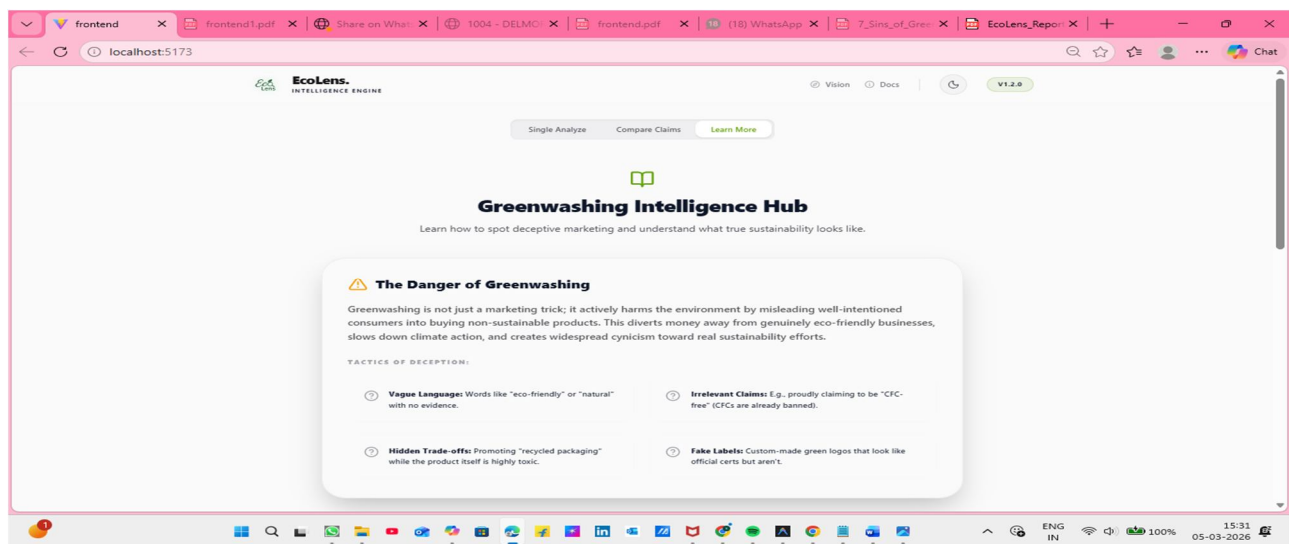 frontend
frontend1.pdf
Share on What
1004 - DELMO
frontend.pdf
(18) WhatsApp
7_Sins_of_Gree
EcoLens_Repor
localhost:5173
Chat
Eco Lens
EcoLens.
INTELLIGENCE ENGINE
Vision
Docs
V1.2.0
Single Analyze
Compare Claims
Learn More
Greenwashing Intelligence Hub
Learn how to spot deceptive marketing and understand what true sustainability looks like.
The Danger of Greenwashing
Greenwashing is not just a marketing trick; it actively harms the environment by misleading well-intentioned
consumers into buying non-sustainable products. This diverts money away from genuinely eco-friendly businesses,
slows down climate action, and creates widespread cynicism toward real sustainability efforts.
TACTICS OF DECEPTION:
Vague Language: Words like "eco-friendly" or "natural"
with no evidence.
Irrelevant Claims: E.g., proudly claiming to be "CFC-
free" (CFCs are already banned).
Hidden Trade-offs: Promoting "recycled packaging"
while the product itself is highly toxic.
Fake Labels: Custom-made green logos that look like
official certs but aren't.
1
ENG
IN
100%
15:31
05-03-2026